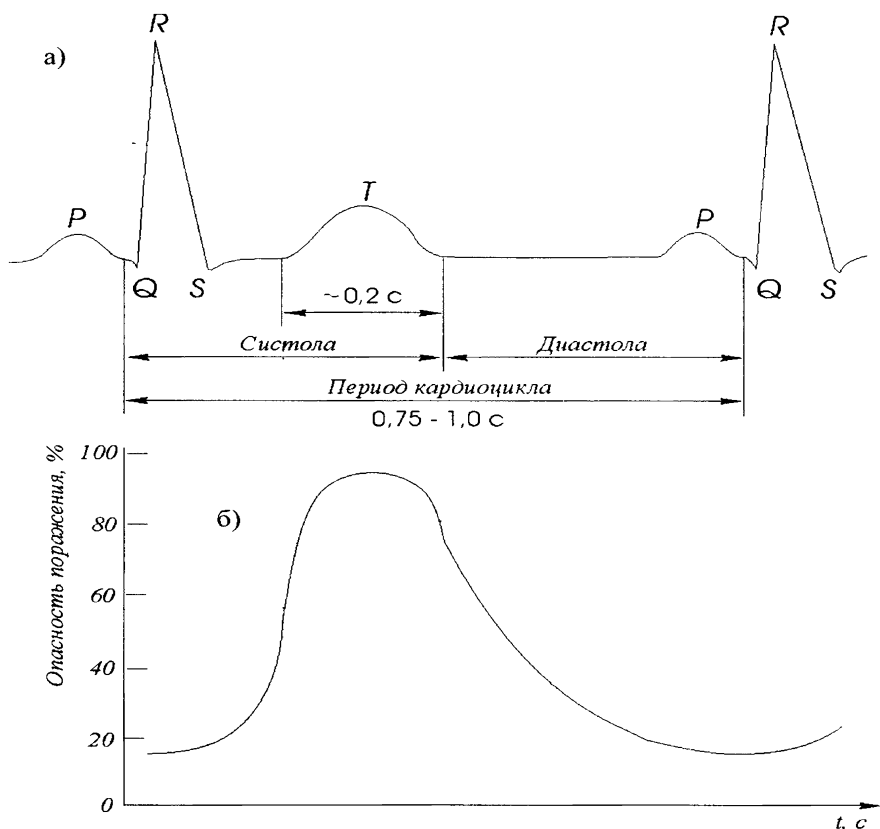 R
R
а)
T
P
P
Q
S
Q
S
~0,2 с
Систола
Диастола
Период кардиоцикла
0,75 - 1,0 с
Опасность поражения, %
100
80
60
40
20
0
б)
t. с